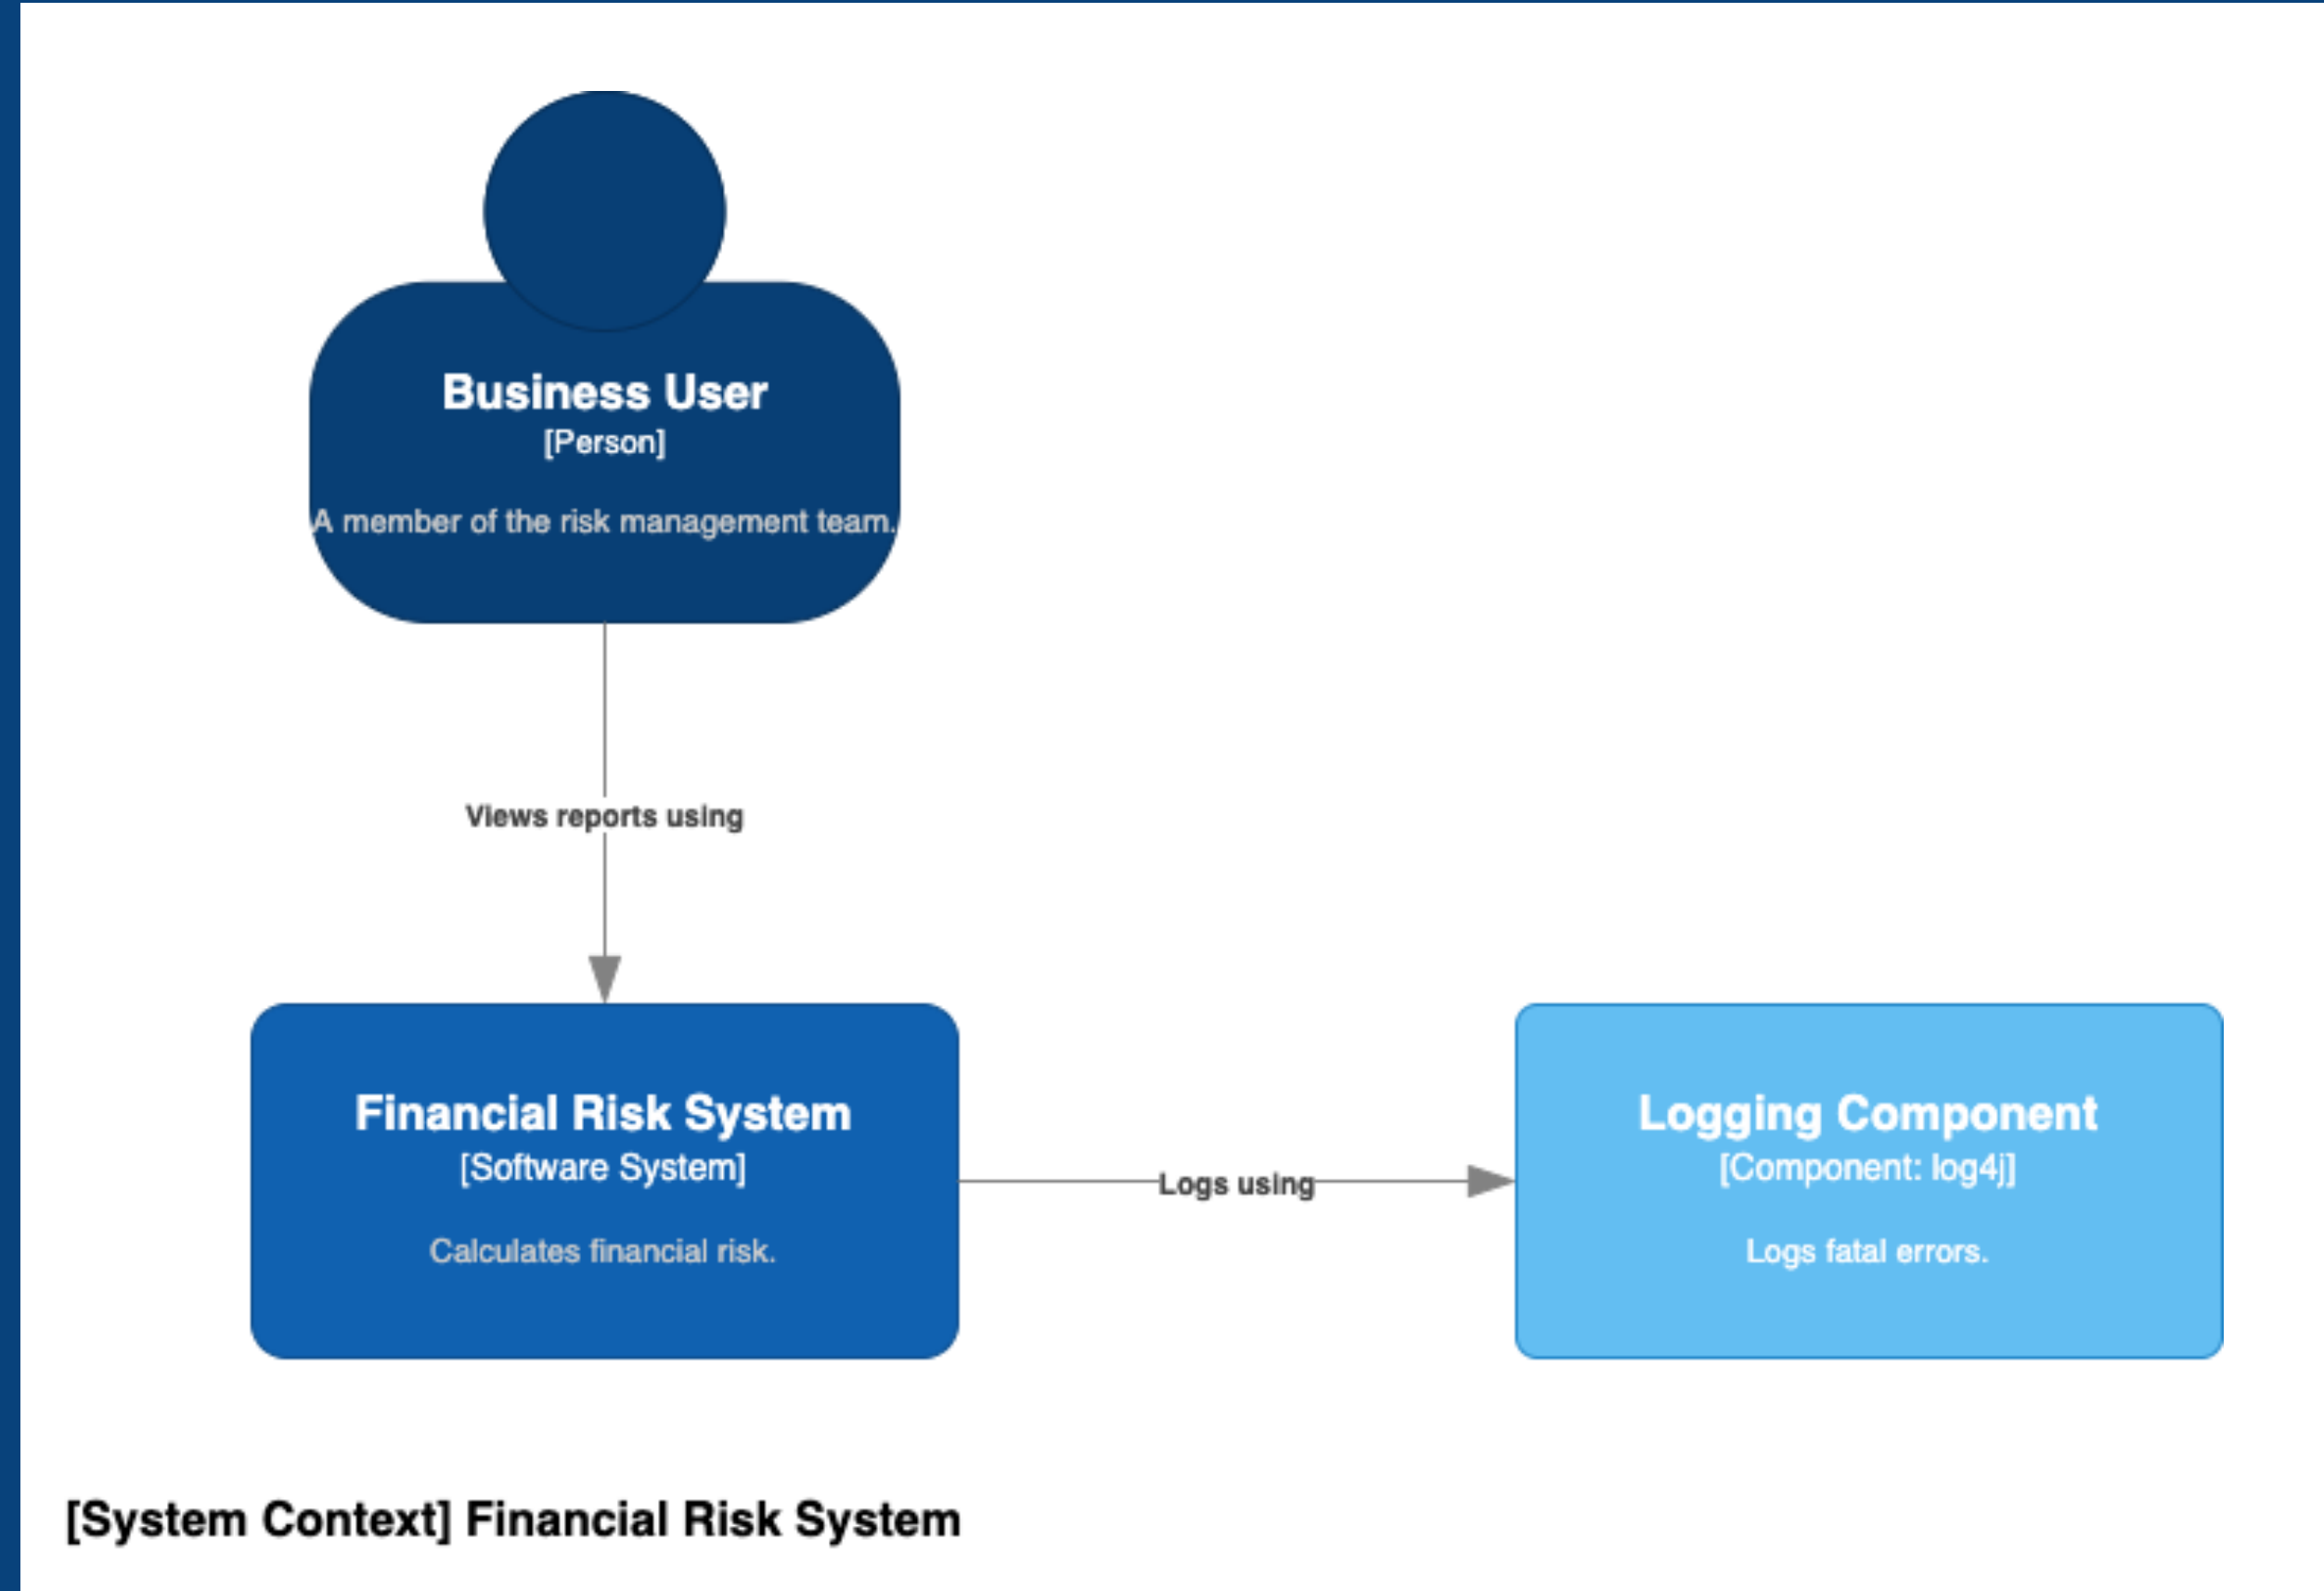 Business User
[Person]
A member of the risk management team.
Views reports using
Financial Risk System
[Software System]
Calculates financial risk.
Logs using
Logging Component
[Component: log4j]
Logs fatal errors.
[System Context] Financial Risk System